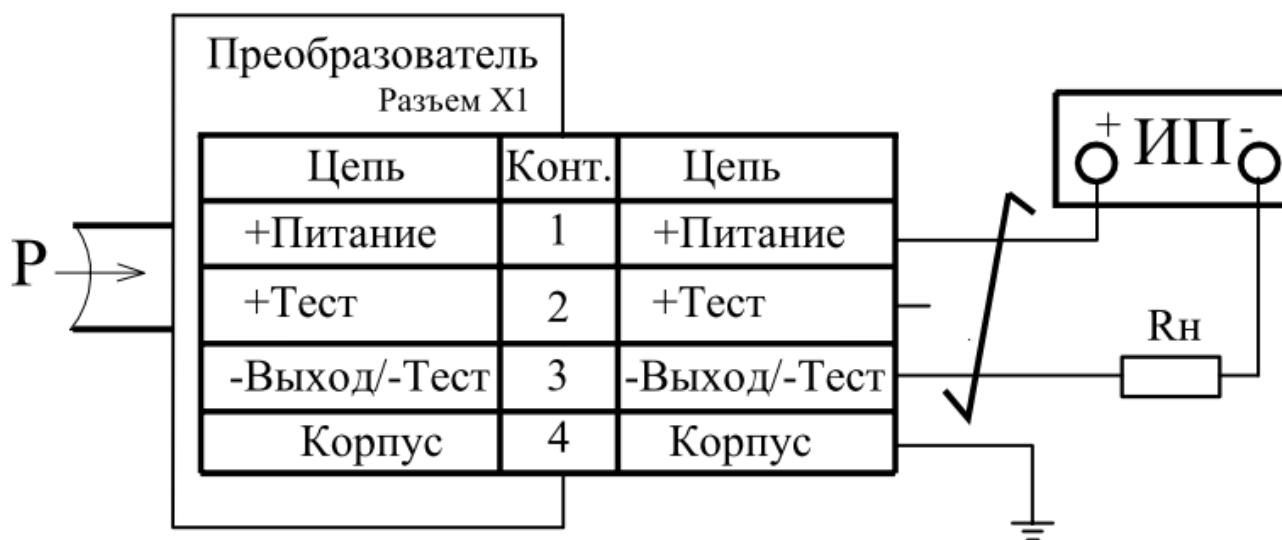 Преобразователь
Разъем X1
Цепь Конт. Цепь
+Питание 1 +Питание
+Тест 2 +Тест
-Выход/-Тест 3 -Выход/-Тест
Корпус 4 Корпус
P
+ ИП -
Rн